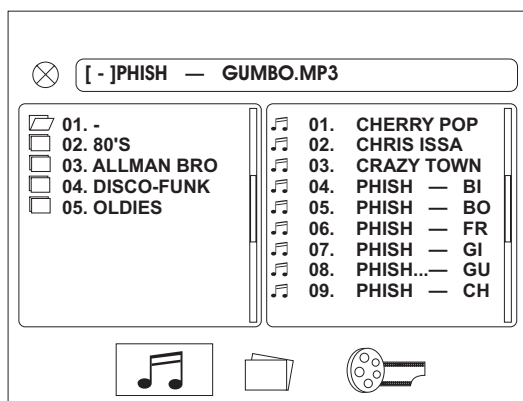 [ - ]PHISH — GUMBO.MP3
01. -
02. 80'S
03. ALLMAN BRO
04. DISCO-FUNK
05. OLDIES
01. CHERRY POP
02. CHRIS ISSA
03. CRAZY TOWN
04. PHISH — BI
05. PHISH — BO
06. PHISH — FR
07. PHISH — GI
08. PHISH...— GU
09. PHISH — CH